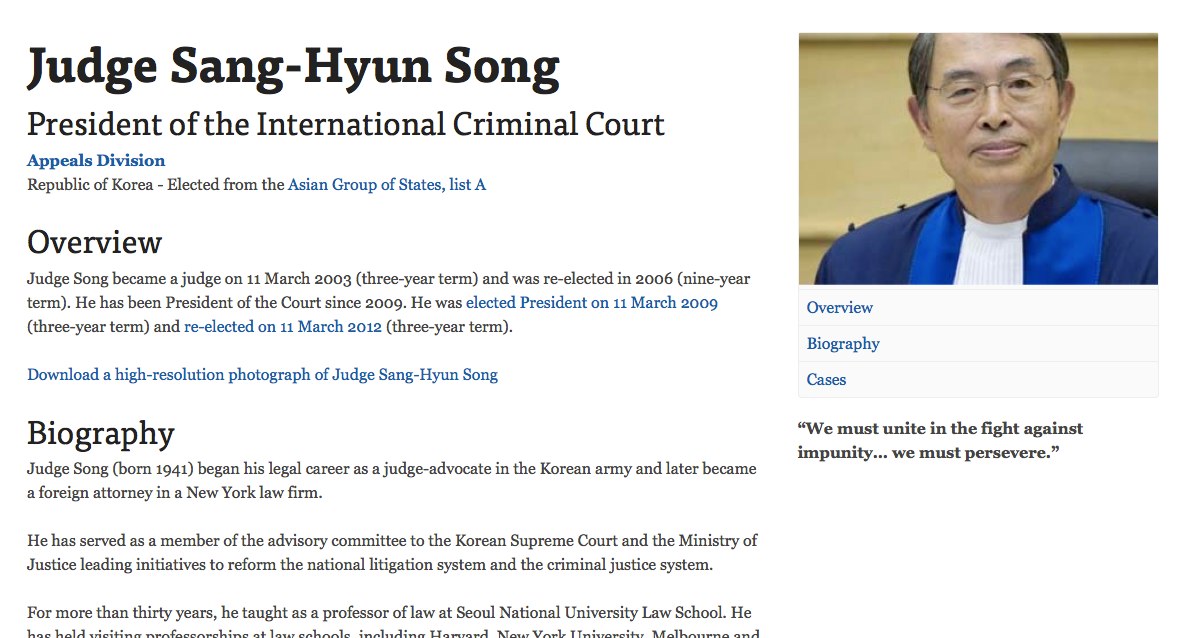 Judge Sang-Hyun Song
President of the International Criminal Court
Appeals Division
Republic of Korea - Elected from the Asian Group of States, list A
Overview
Judge Song became a judge on 11 March 2003 (three-year term) and was re-elected in 2006 (nine-year
term). He has been President of the Court since 2009. He was elected President on 11 March 2009
(three-year term) and re-elected on 11 March 2012 (three-year term).
Download a high-resolution photograph of Judge Sang-Hyun Song
Biography
Judge Song (born 1941) began his legal career as a judge-advocate in the Korean army and later became
a foreign attorney in a New York law firm.
He has served as a member of the advisory committee to the Korean Supreme Court and the Ministry of
Justice leading initiatives to reform the national litigation system and the criminal justice system.
For more than thirty years, he taught as a professor of law at Seoul National University Law School. He
has held visiting professorships at law schools, including Harvard, New York University, Melbourne and
Overview
Biography
Cases
“We must unite in the fight against
impunity... we must persevere.”